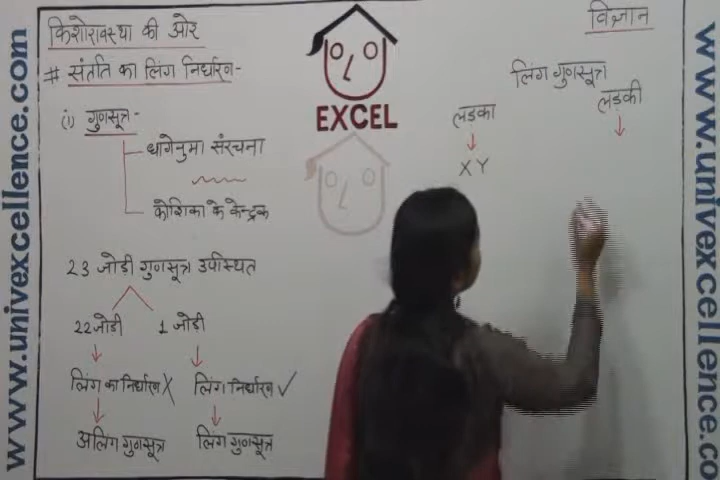 किशोरावस्था की ओर
विज्ञान
# संतति का लिंग निर्धारण-
(i) गुणसूत्र-
धागेनुमा संरचना
कोशिका के केन्द्रक
23 जोड़ी गुणसूत्र उपस्थित
22 जोड़ी 1 जोड़ी
लिंग का निर्धारण X लिंग निर्धारण ✓
अलिंग गुणसूत्र लिंग गुणसूत्र
EXCEL
लिंग गुणसूत्र
लड़का लड़की
XY
www.univexcellence.com
www.univexcellence.com